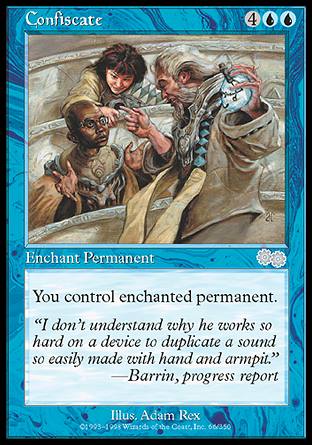 Confiscate 4
Enchant Permanent
You control enchanted permanent.
“I don’t understand why he works so
hard on a device to duplicate a sound
so easily made with hand and armpit.”
—Barrin, progress report
Illus. Adam Rex
©1993–1998 Wizards of the Coast, Inc. 66/350